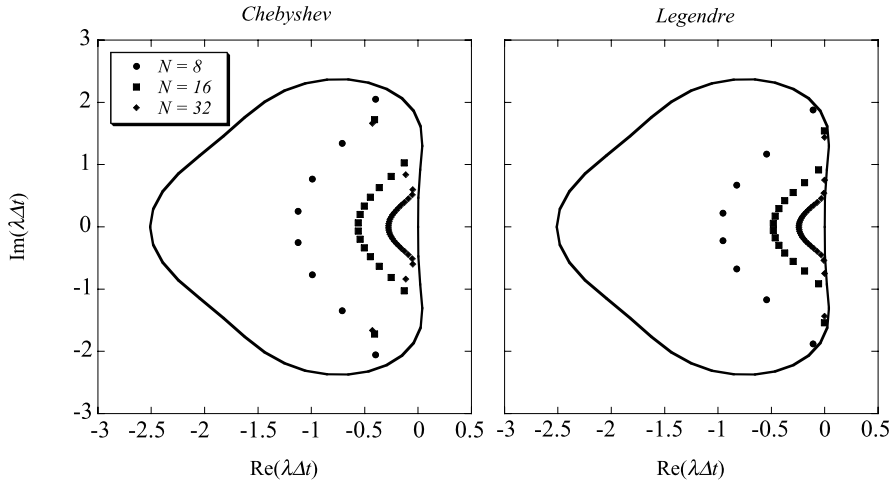 Chebyshev
Legendre
3
N = 8
N = 16
N = 32
2
1
0
-1
-2
-3
Im(λΔt)
-3 -2.5 -2 -1.5 -1 -0.5 0 0.5
-3 -2.5 -2 -1.5 -1 -0.5 0 0.5
Re(λΔt)
Re(λΔt)